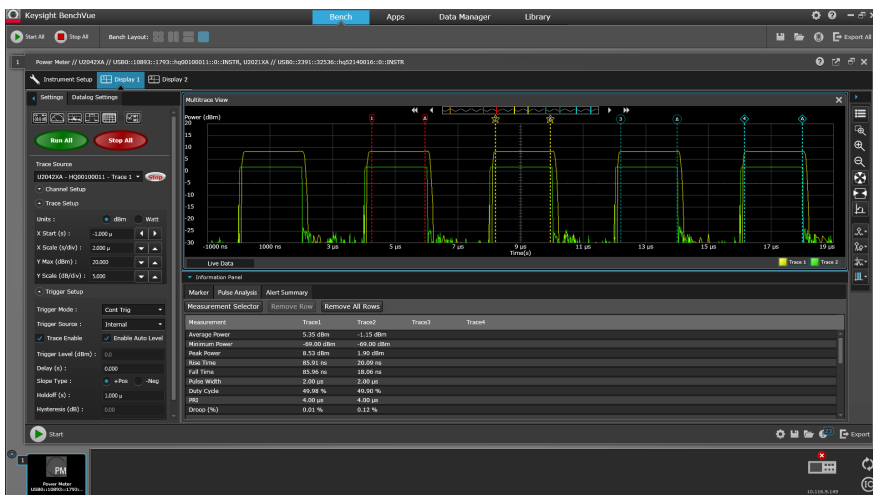 Keysight BenchVue
Bench Apps Data Manager Library
Start All Stop All Bench Layout: Export All
1 Power Meter // U2042XA // USB0::10893::1793::hq00100011::0::INSTR, U2021XA // USB0::2391::32536::hq52140016::0::INSTR
Instrument Setup Display 1 Display 2
Settings Datalog Settings
Run All Stop All
Trace Source
U2042XA - HQ00100011 - Trace 1 Stop
Channel Setup
Trace Setup
Units : dBm Watt
X Start (s) : -1.000 µ
X Scale (s/div) : 2.000 µ
Y Max (dBm) : 20.000
Y Scale (dB/div) : 5.000
Trigger Setup
Trigger Mode : Cont Trig
Trigger Source : Internal
Trace Enable Enable Auto Level
Trigger Level (dBm) : 0.0
Delay (s) : 0.000
Slope Type : +Pos -Neg
Holdoff (s) : 1.000 µ
Hysteresis (dB) : 0.00
Multitrace View
Power (dBm)
20
15
10
5
0
-5
-10
-15
-20
-25
-30
-1000 ns 1000 ns 3 µs 5 µs 7 µs 9 µs 11 µs 13 µs 15 µs 17 µs 19 µs
Time(s)
Live Data Trace 1 Trace 2
Information Panel
Marker Pulse Analysis Alert Summary
Measurement Selector Remove Row Remove All Rows
Measurement Trace1 Trace2 Trace3 Trace4
Average Power 5.35 dBm -1.15 dBm
Minimum Power -69.00 dBm -69.00 dBm
Peak Power 8.53 dBm 1.90 dBm
Rise Time 85.91 ns 20.09 ns
Fall Time 85.96 ns 18.06 ns
Pulse Width 2.00 µs 2.00 µs
Duty Cycle 49.98 % 49.90 %
PRI 4.00 µs 4.00 µs
Droop (%) 0.01 % 0.12 %
Start 23 Export
1
PM
Power Meter
USB0::10893::1793:...
10.116.9.149